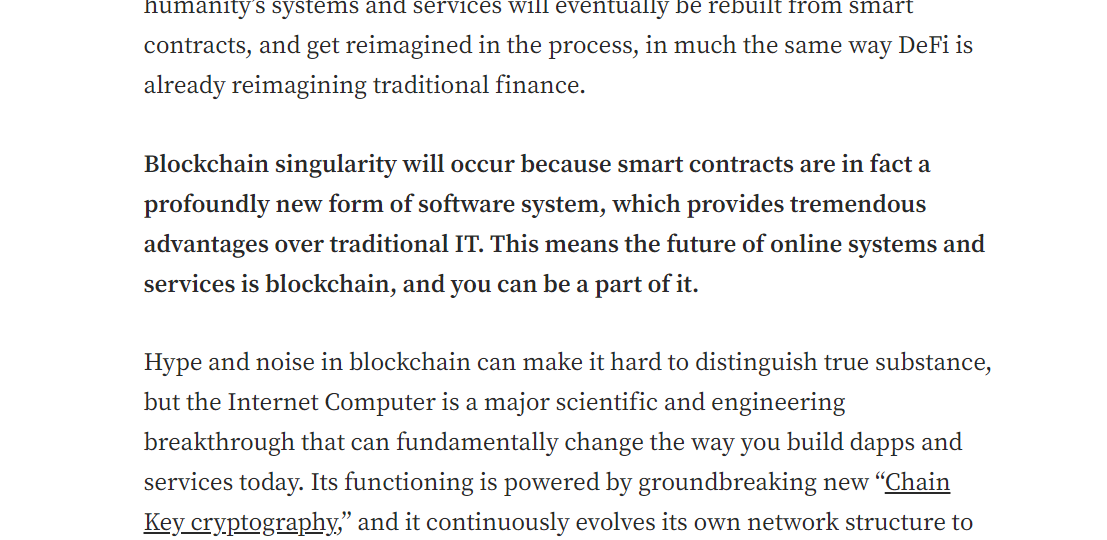 humanity's systems and services will eventually be rebuilt from smart
contracts, and get reimagined in the process, in much the same way DeFi is
already reimagining traditional finance.
Blockchain singularity will occur because smart contracts are in fact a
profoundly new form of software system, which provides tremendous
advantages over traditional IT. This means the future of online systems and
services is blockchain, and you can be a part of it.
Hype and noise in blockchain can make it hard to distinguish true substance,
but the Internet Computer is a major scientific and engineering
breakthrough that can fundamentally change the way you build dapps and
services today. Its functioning is powered by groundbreaking new “Chain
Key cryptography,” and it continuously evolves its own network structure to